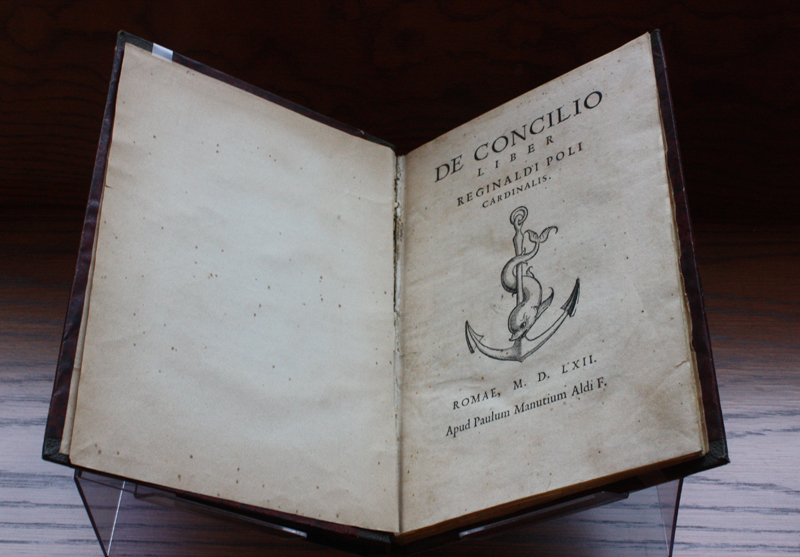 DE CONCILIO
LIBER
REGINALDI POLI
CARDINALIS.
ROMAE, M. D. LXII.
Apud Paulum Manutium Aldi F.